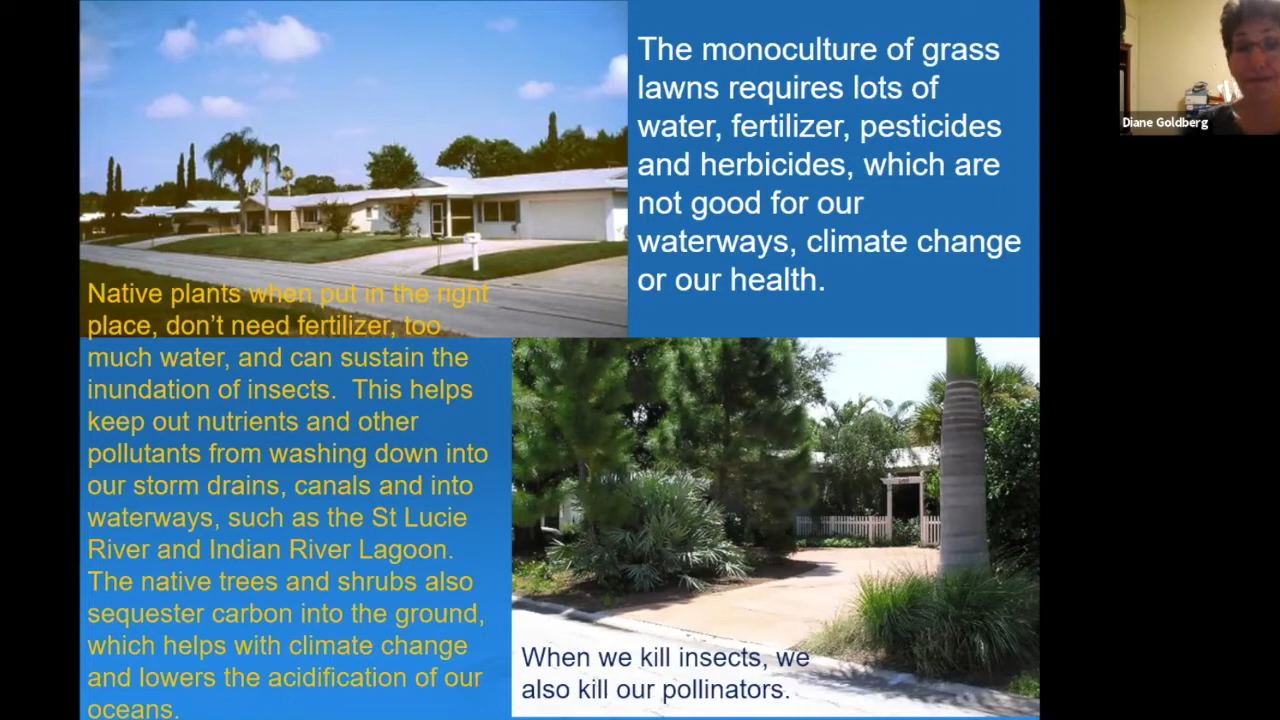 The monoculture of grass
lawns requires lots of
water, fertilizer, pesticides
and herbicides, which are
not good for our
waterways, climate change
or our health.
Diane Goldberg
Native plants when put in the right
place, don’t need fertilizer, too
much water, and can sustain the
inundation of insects. This helps
keep out nutrients and other
pollutants from washing down into
our storm drains, canals and into
waterways, such as the St Lucie
River and Indian River Lagoon.
The native trees and shrubs also
sequester carbon into the ground,
which helps with climate change
and lowers the acidification of our
oceans.
When we kill insects, we
also kill our pollinators.